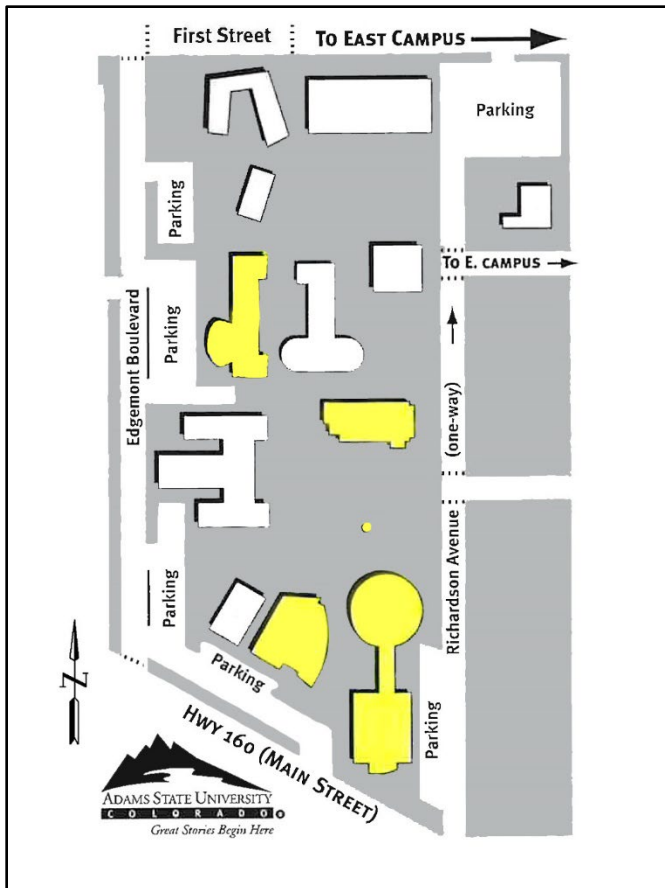 First Street
TO EAST CAMPUS
Parking
Parking
TO E. CAMPUS
Edgemont Boulevard
Parking
(one-way)
Parking
Richardson Avenue
Parking
Parking
N
HWY 160 (MAIN STREET)
ADAMS STATE UNIVERSITY
COLORADO
Great Stories Begin Here